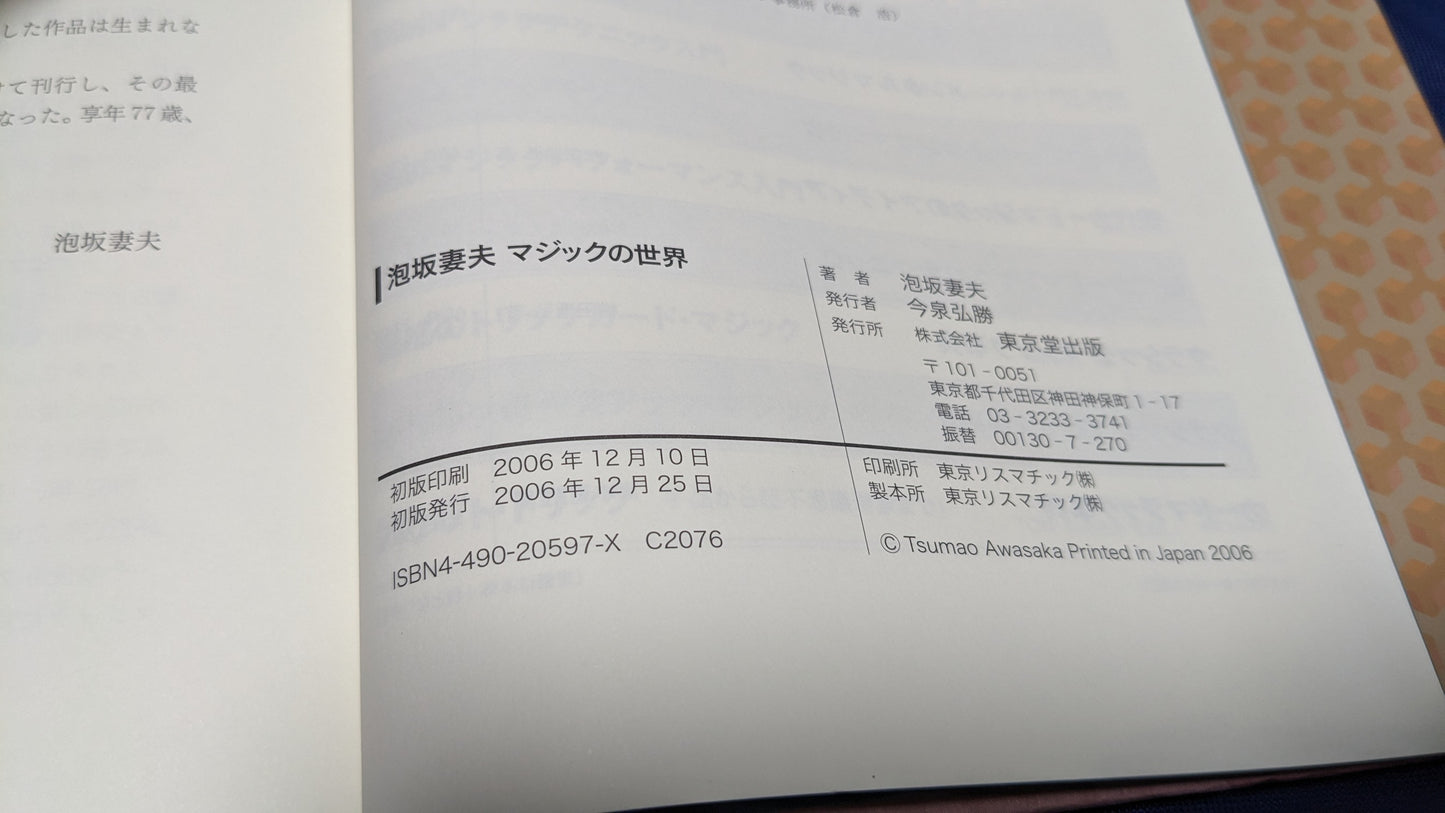 した作品は生まれな
て刊行し、その最
なった。享年77歳、
泡坂妻夫
泡坂妻夫 マジックの世界
著 者 泡坂妻夫
発行者 今泉弘勝
発行所 株式会社 東京堂出版
〒101-0051
東京都千代田区神田神保町1-17
電話 03-3233-3741
振替 00130-7-270
初版印刷 2006年12月10日
初版発行 2006年12月25日
ISBN4-490-20597-X C2076
印刷所 東京リスマチック㈱
製本所 東京リスマチック㈱
© Tsumao Awasaka Printed in Japan 2006